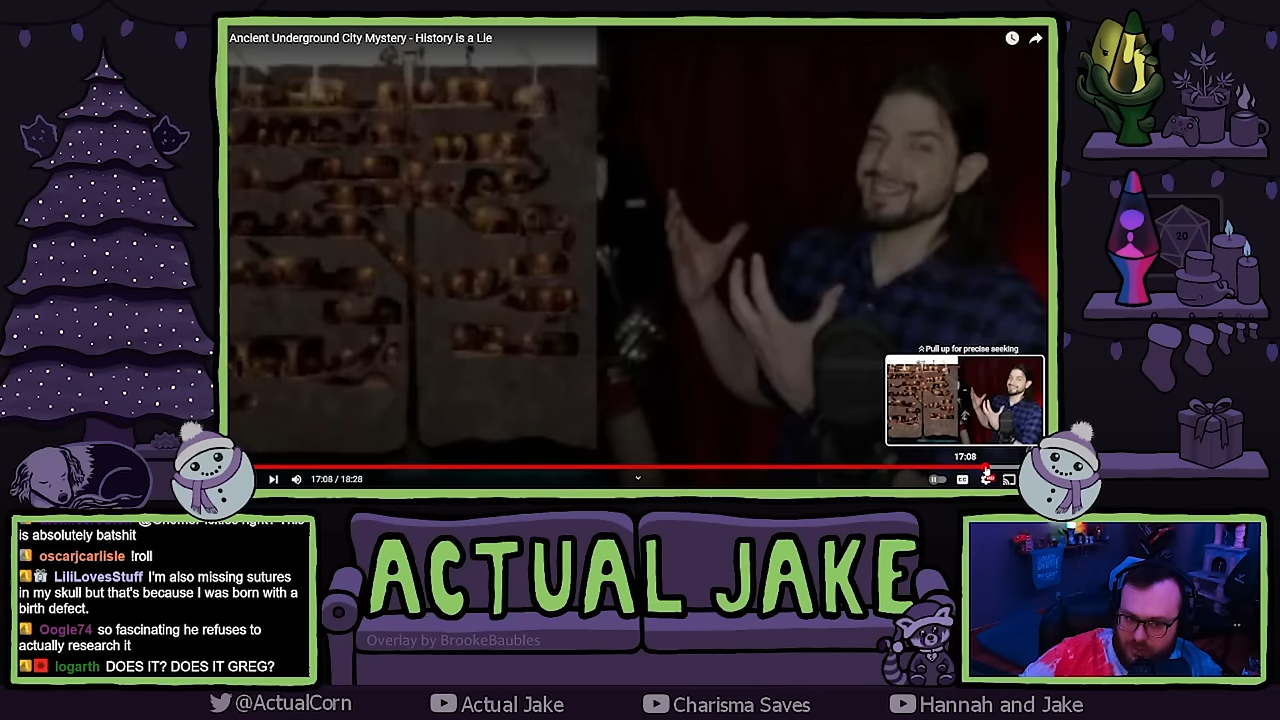 Ancient Underground City Mystery - History is a Lie
20
Pull up for precise seeking
17:08
17:08 / 18:28
is absolutely batshit
oscarjcarlisle !roll
LiliLovesStuff I'm also missing sutures
in my skull but that's because I was born with a
birth defect.
Oogle74 so fascinating he refuses to
actually research it
logarth DOES IT? DOES IT GREG?
ACTUAL JAKE
Overlay by BrookeBaubles
@ActualCorn
Actual Jake
Charisma Saves
Hannah and Jake